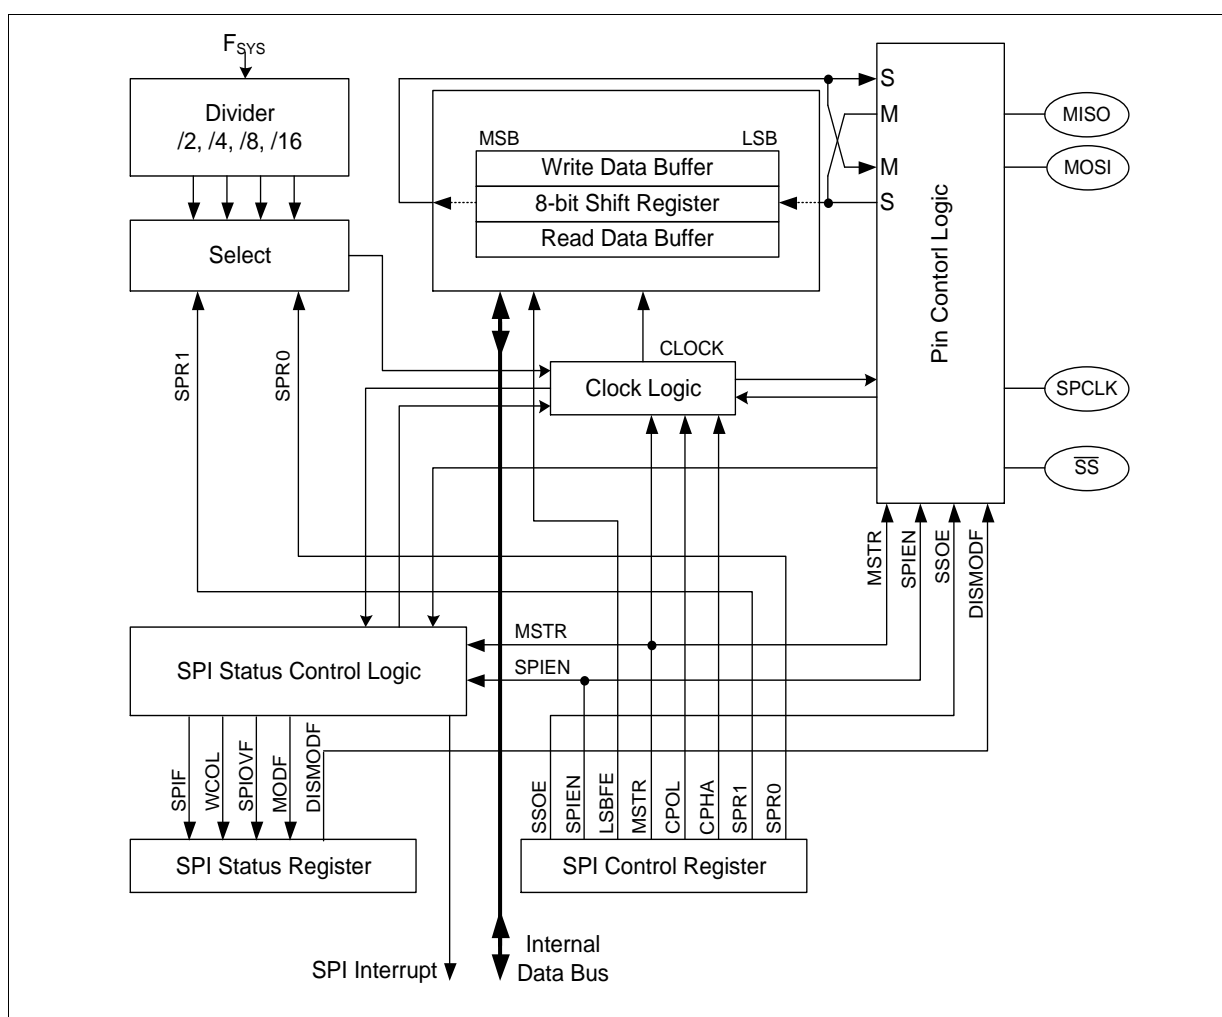 FSYS
Divider
/2, /4, /8, /16
Select
SPR1
SPR0
MSB
LSB
Write Data Buffer
8-bit Shift Register
Read Data Buffer
S
M
M
S
Pin Contorl Logic
MISO
MOSI
SPCLK
SS
CLOCK
Clock Logic
MSTR
SPIEN
SSOE
DISMODF
MSTR
SPIEN
SPI Status Control Logic
SPIF
WCOL
SPIOVF
MODF
DISMODF
SPI Status Register
SSOE
SPIEN
LSBFE
MSTR
CPOL
CPHA
SPR1
SPR0
SPI Control Register
SPI Interrupt
Internal
Data Bus